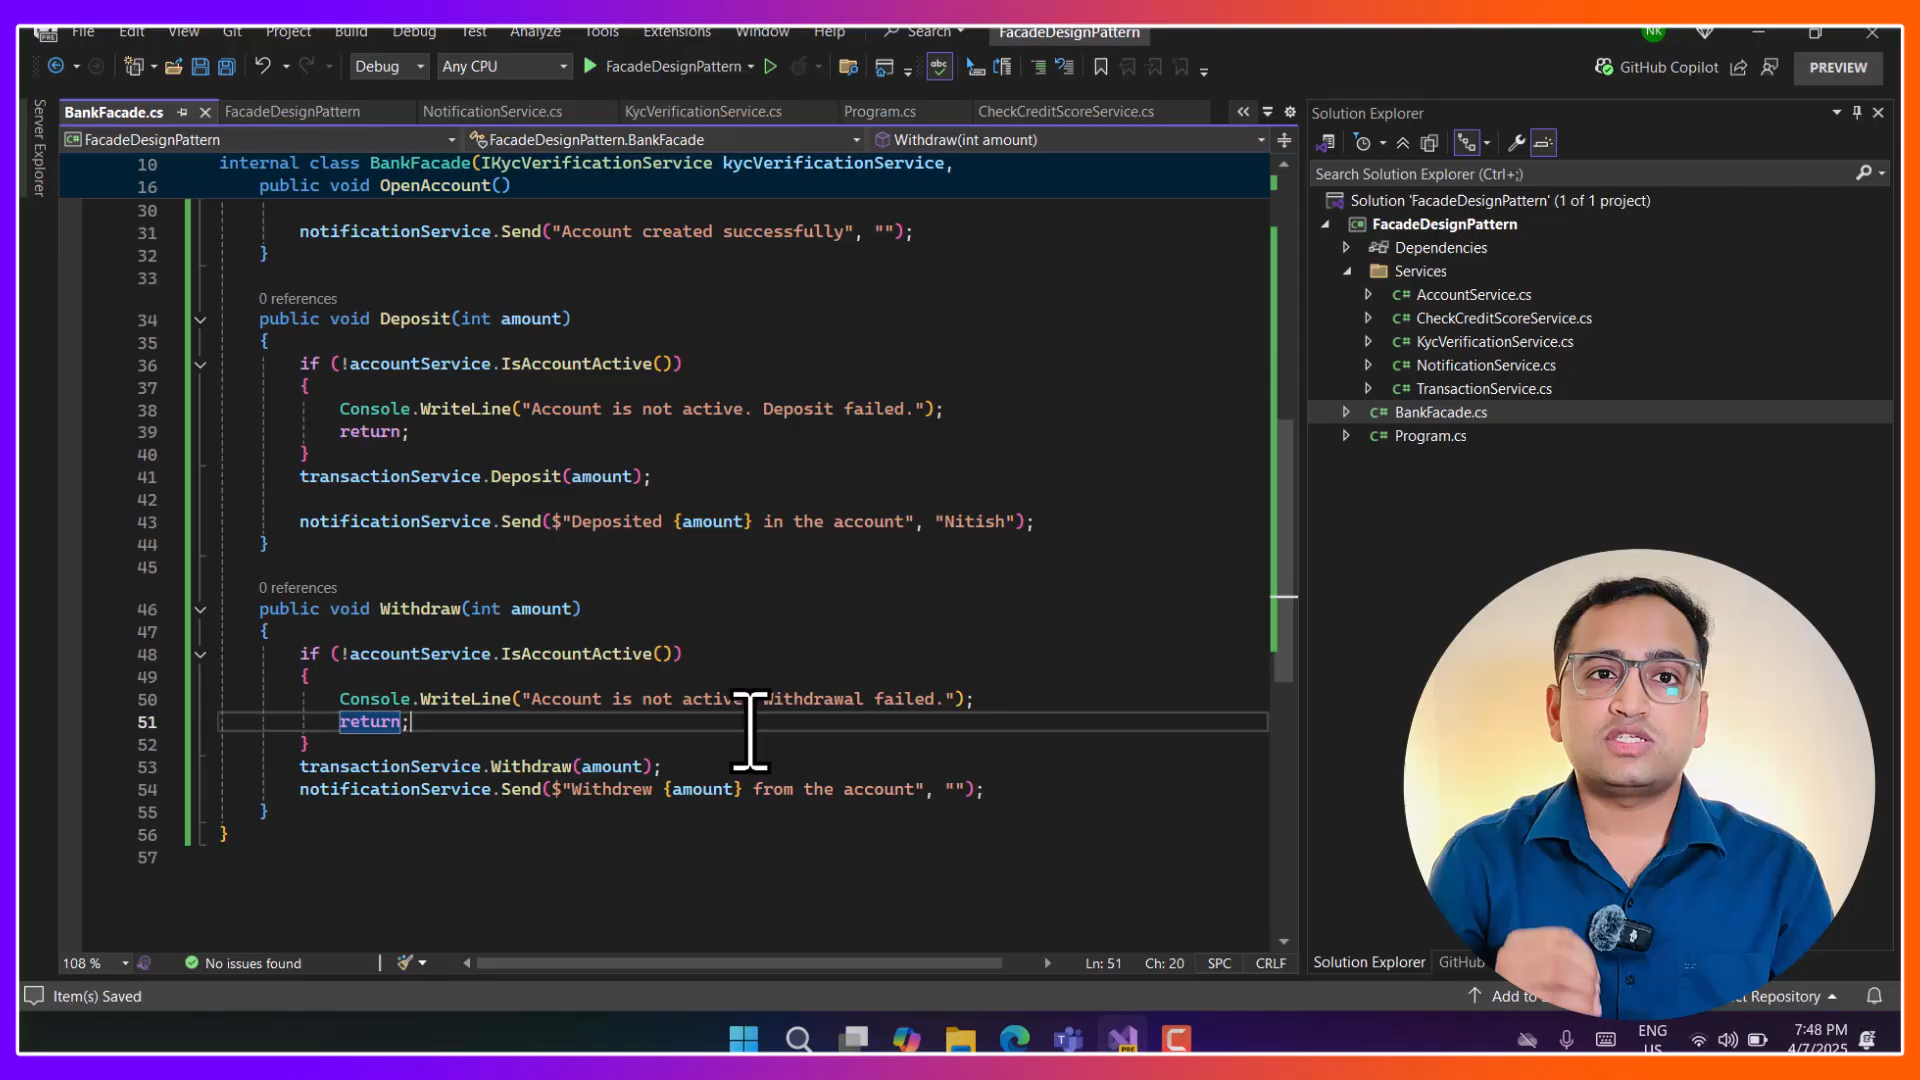 File Edit View Git Project Build Debug Test Analyze Tools Extensions Window Help Search FacadeDesignPattern NK
Debug Any CPU FacadeDesignPattern GitHub Copilot PREVIEW
Server Explorer
BankFacade.cs FacadeDesignPattern NotificationService.cs KycVerificationService.cs Program.cs CheckCreditScoreService.cs
FacadeDesignPattern FacadeDesignPattern.BankFacade Withdraw(int amount)
10 internal class BankFacade(IKycVerificationService kycVerificationService,
16 public void OpenAccount()
30
31 notificationService.Send("Account created successfully", "");
32 }
33
0 references
34 public void Deposit(int amount)
35 {
36 if (!accountService.IsAccountActive())
37 {
38 Console.WriteLine("Account is not active. Deposit failed.");
39 return;
40 }
41 transactionService.Deposit(amount);
42
43 notificationService.Send($"Deposited {amount} in the account", "Nitish");
44 }
45
0 references
46 public void Withdraw(int amount)
47 {
48 if (!accountService.IsAccountActive())
49 {
50 Console.WriteLine("Account is not active Withdrawal failed.");
51 return;
52 }
53 transactionService.Withdraw(amount);
54 notificationService.Send($"Withdrew {amount} from the account", "");
55 }
56 }
57
108 % No issues found Ln: 51 Ch: 20 SPC CRLF
Solution Explorer
Search Solution Explorer (Ctrl+;)
Solution 'FacadeDesignPattern' (1 of 1 project)
FacadeDesignPattern
Dependencies
Services
C# AccountService.cs
C# CheckCreditScoreService.cs
C# KycVerificationService.cs
C# NotificationService.cs
C# TransactionService.cs
C# BankFacade.cs
C# Program.cs
Solution Explorer GitHub
Item(s) Saved Add to Repository
ENG
US
7:48 PM
4/7/2025